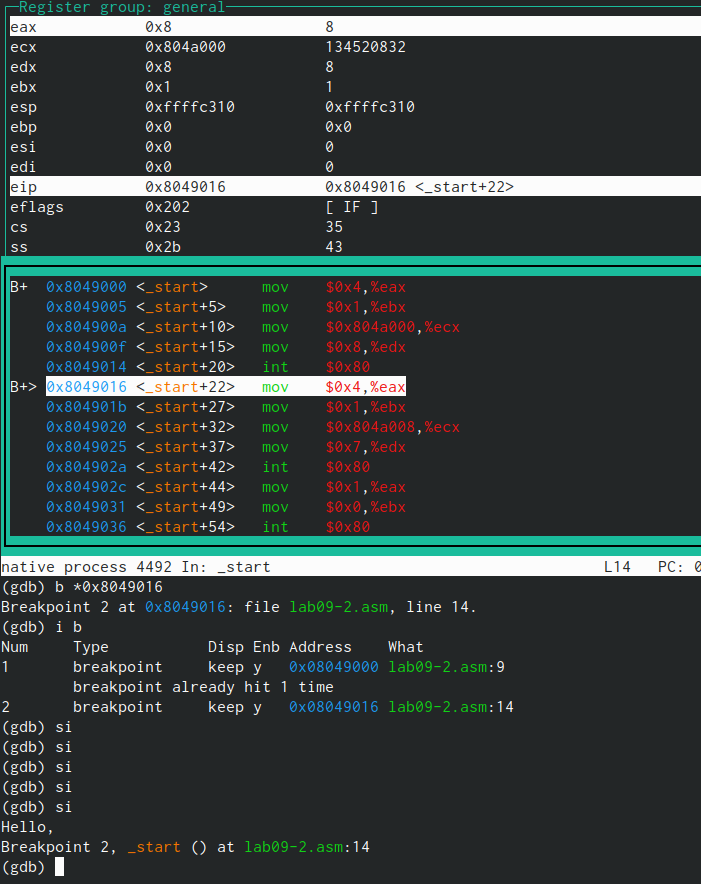 Register group: general
eax 0x8 8
ecx 0x804a000 134520832
edx 0x8 8
ebx 0x1 1
esp 0xffffc310 0xffffc310
ebp 0x0 0x0
esi 0x0 0
edi 0x0 0
eip 0x8049016 0x8049016 <_start+22>
eflags 0x202 [ IF ]
cs 0x23 35
ss 0x2b 43
B+ 0x8049000 <_start> mov $0x4,%eax
0x8049005 <_start+5> mov $0x1,%ebx
0x804900a <_start+10> mov $0x804a000,%ecx
0x804900f <_start+15> mov $0x8,%edx
0x8049014 <_start+20> int $0x80
B+> 0x8049016 <_start+22> mov $0x4,%eax
0x804901b <_start+27> mov $0x1,%ebx
0x8049020 <_start+32> mov $0x804a008,%ecx
0x8049025 <_start+37> mov $0x7,%edx
0x804902a <_start+42> int $0x80
0x804902c <_start+44> mov $0x1,%eax
0x8049031 <_start+49> mov $0x0,%ebx
0x8049036 <_start+54> int $0x80
native process 4492 In: _start L14 PC: 0
(gdb) b *0x8049016
Breakpoint 2 at 0x8049016: file lab09-2.asm, line 14.
(gdb) i b
Num Type Disp Enb Address What
1 breakpoint keep y 0x08049000 lab09-2.asm:9
breakpoint already hit 1 time
2 breakpoint keep y 0x08049016 lab09-2.asm:14
(gdb) si
(gdb) si
(gdb) si
(gdb) si
(gdb) si
Hello,
Breakpoint 2, _start () at lab09-2.asm:14
(gdb)